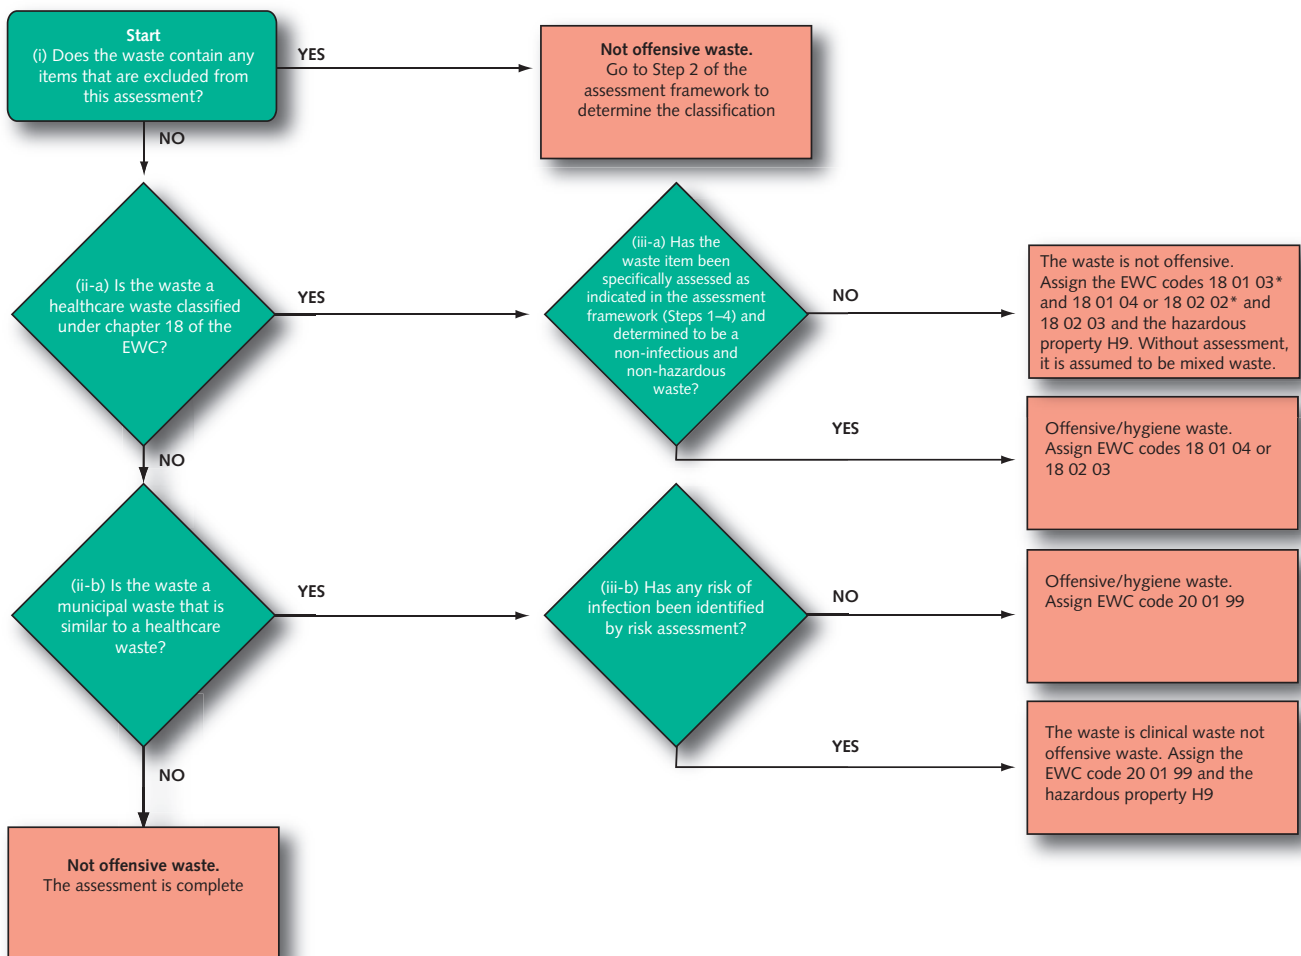 Start
(i) Does the waste contain any
items that are excluded from
this assessment?
YES
Not offensive waste.
Go to Step 2 of the
assessment framework to
determine the classification
NO
(ii-a) Is the waste a
healthcare waste classified
under chapter 18 of the
EWC?
YES
(iii-a) Has the
waste item been
specifically assessed as
indicated in the assessment
framework (Steps 1–4) and
determined to be a
non-infectious and
non-hazardous
waste?
NO
The waste is not offensive.
Assign the EWC codes 18 01 03*
and 18 01 04 or 18 02 02* and
18 02 03 and the hazardous
property H9. Without assessment,
it is assumed to be mixed waste.
YES
Offensive/hygiene waste.
Assign EWC codes 18 01 04 or
18 02 03
NO
(ii-b) Is the waste a
municipal waste that is
similar to a healthcare
waste?
YES
(iii-b) Has any risk of
infection been identified
by risk assessment?
NO
Offensive/hygiene waste.
Assign EWC code 20 01 99
YES
The waste is clinical waste not
offensive waste. Assign the
EWC code 20 01 99 and the
hazardous property H9
NO
Not offensive waste.
The assessment is complete